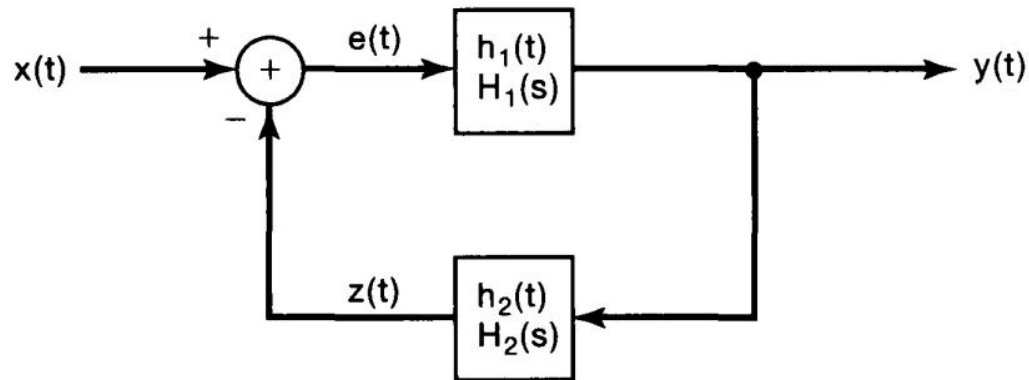 +
x(t)
+
e(t)
h₁(t)
H₁(s)
y(t)
−
z(t)
h₂(t)
H₂(s)